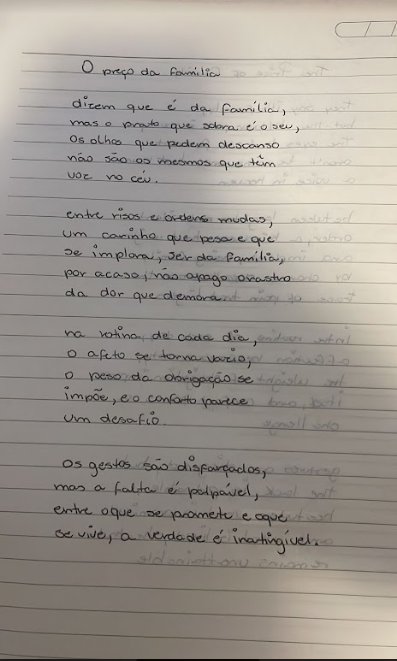 O preço da família
dizem que é da família,
mas o prato que sobra é o seu,
Os olhos que pedem descanso
não são os mesmos que têm
voz no céu.
entre risos e ordens mudas,
um carinho que pesa e que
se implora, ser da família,
por acaso, não apaga o rastro
da dor que demora.
na rotina, de cada dia,
o afeto se torna vazio,
o peso da obrigação se
impõe, e o conforto parece
um desafio.
os gestos são disfarçados,
mas a falta é palpável,
entre o que se promete e o que
se vive, a verdade é inatingível.